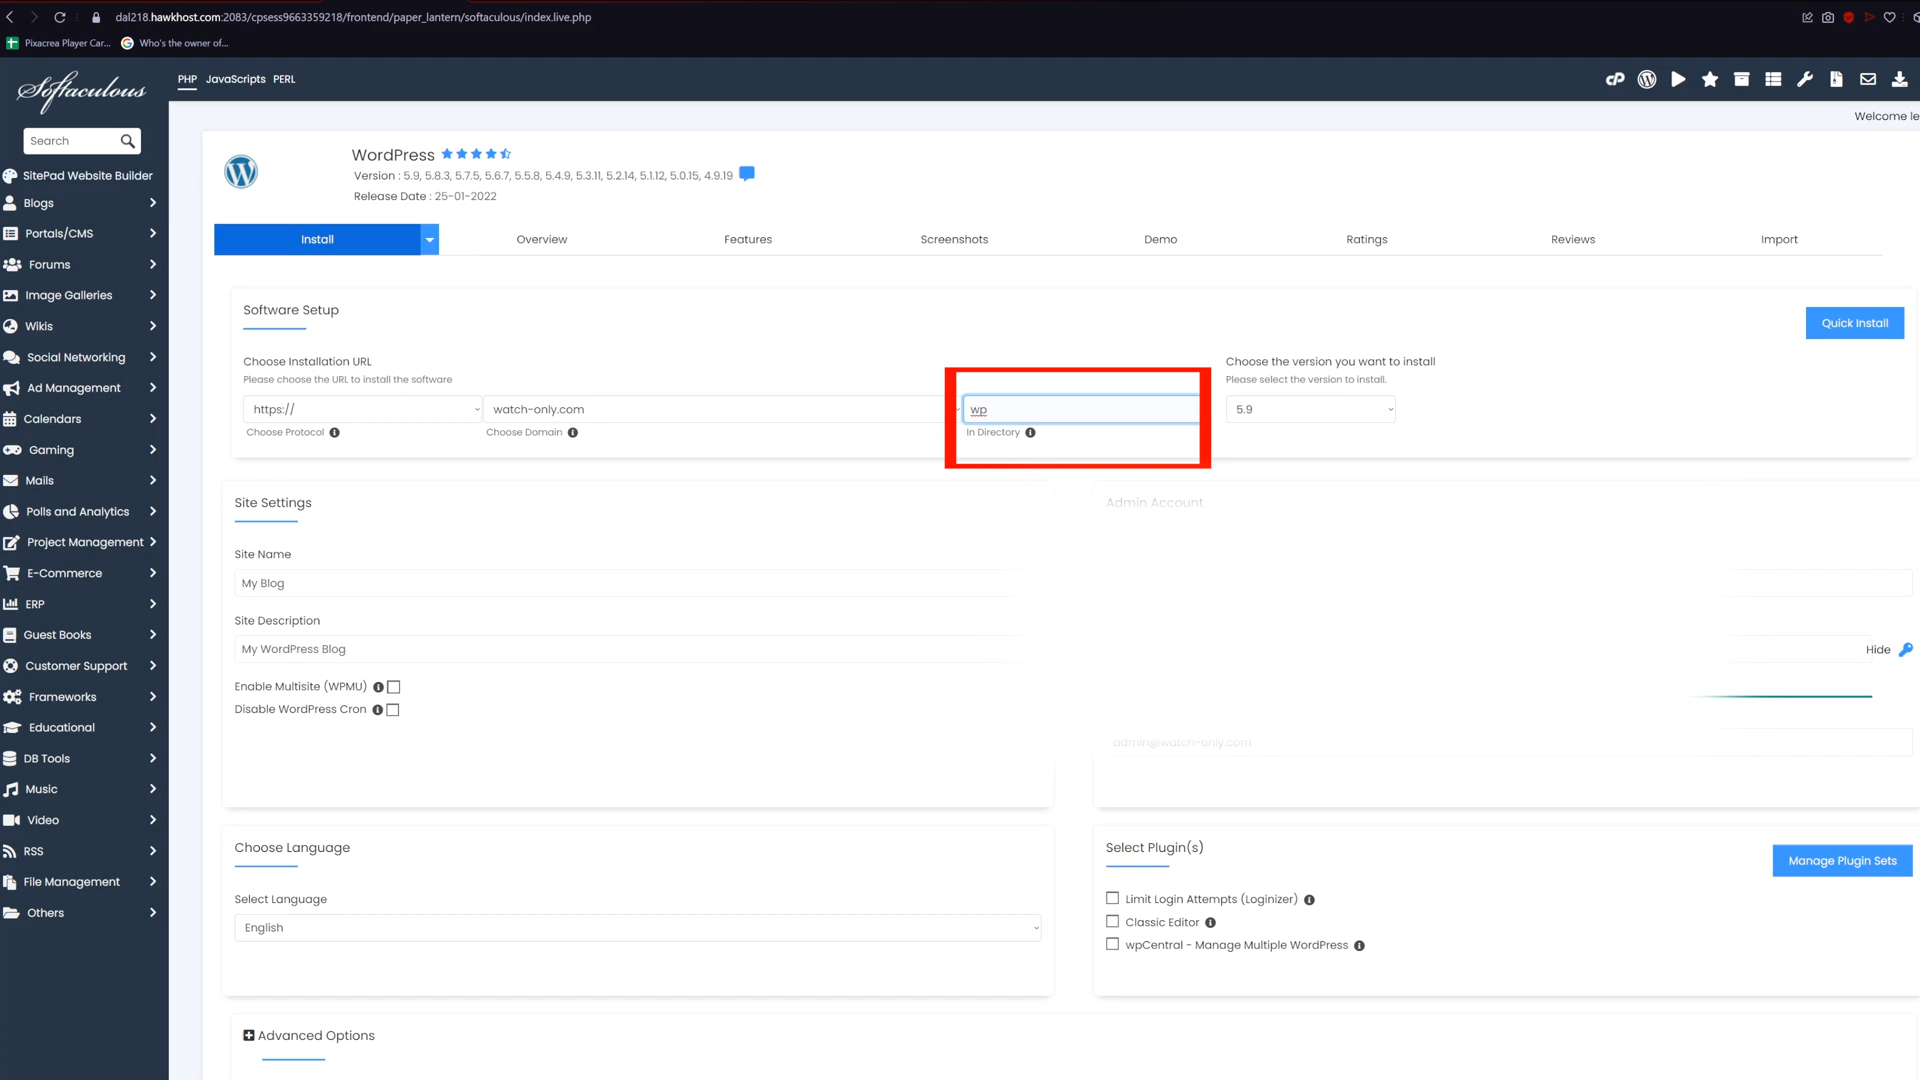 dal218.hawkhost.com:2083/cpsess9663359218/frontend/paper_lantern/softaculous/index.live.php
Pixacrea Player Car...
Who's the owner of...
Softaculous
PHP
JavaScripts
PERL
Welcome le
Search
SitePad Website Builder
Blogs
Portals/CMS
Forums
Image Galleries
Wikis
Social Networking
Ad Management
Calendars
Gaming
Mails
Polls and Analytics
Project Management
E-Commerce
ERP
Guest Books
Customer Support
Frameworks
Educational
DB Tools
Music
Video
RSS
File Management
Others
WordPress
Version : 5.9, 5.8.3, 5.7.5, 5.6.7, 5.5.8, 5.4.9, 5.3.11, 5.2.14, 5.1.12, 5.0.15, 4.9.19
Release Date : 25-01-2022
Install
Overview
Features
Screenshots
Demo
Ratings
Reviews
Import
Software Setup
Quick Install
Choose Installation URL
Please choose the URL to install the software
https://
Choose Protocol
watch-only.com
Choose Domain
wp
In Directory
Choose the version you want to install
Please select the version to install.
5.9
Site Settings
Site Name
My Blog
Site Description
My WordPress Blog
Enable Multisite (WPMU)
Disable WordPress Cron
Admin Account
Hide
admin@watch-only.com
Choose Language
Select Language
English
Select Plugin(s)
Manage Plugin Sets
Limit Login Attempts (Loginizer)
Classic Editor
wpCentral - Manage Multiple WordPress
Advanced Options